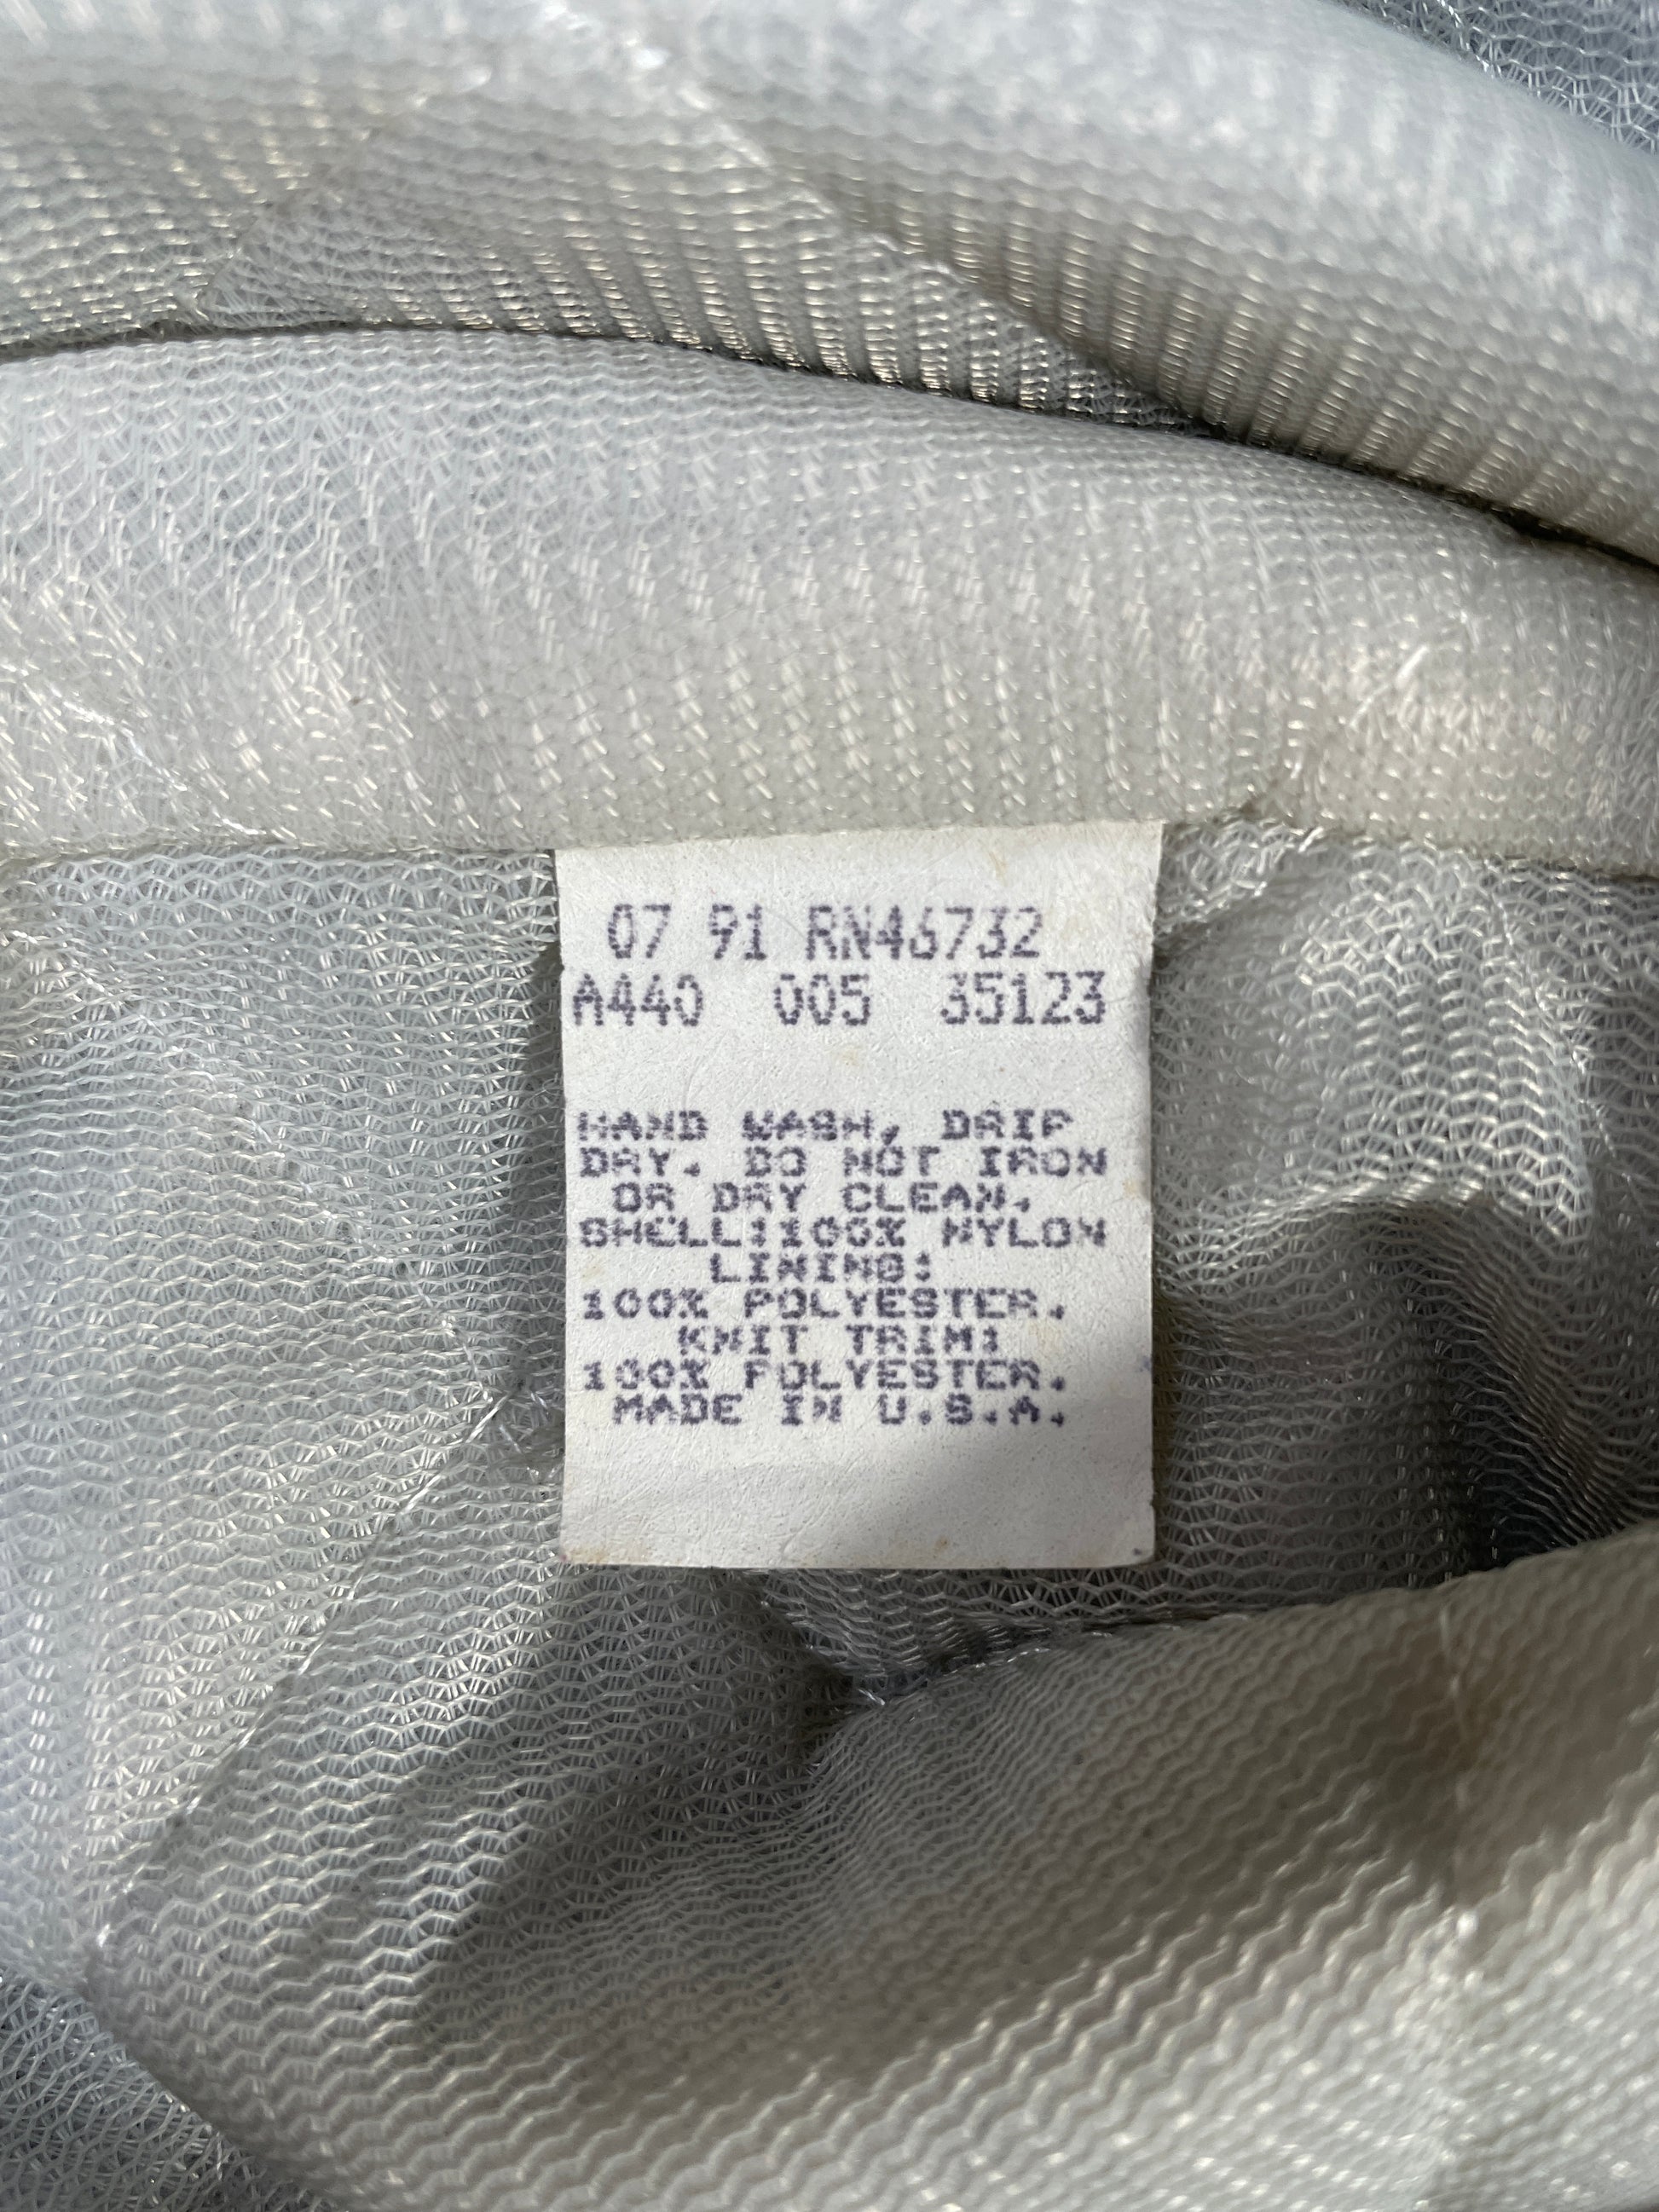 07 91 RN46732
A440 005 35123
HAND WASH, DRIP
DRY. DO NOT IRON
OR DRY CLEAN.
SHELL:100% NYLON
LINING:
100% POLYESTER.
KNIT TRIM:
100% POLYESTER.
MADE IN U.S.A.